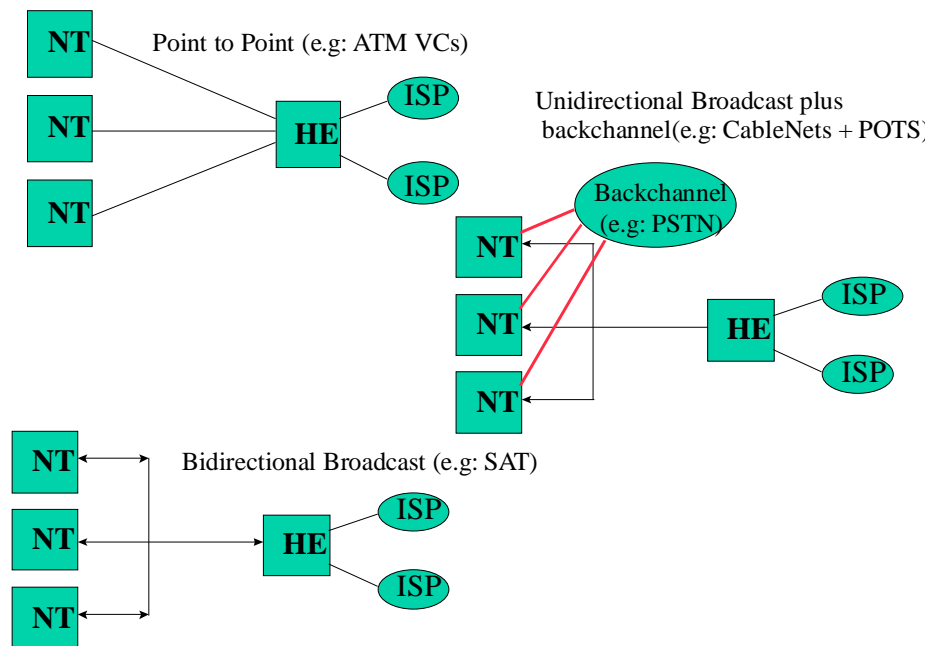 Point to Point (e.g: ATM VCs)
NT
NT
NT
HE
ISP
ISP
Unidirectional Broadcast plus
backchannel(e.g: CableNets + POTS)
Backchannel
(e.g: PSTN)
NT
NT
NT
HE
ISP
ISP
Bidirectional Broadcast (e.g: SAT)
NT
NT
NT
HE
ISP
ISP